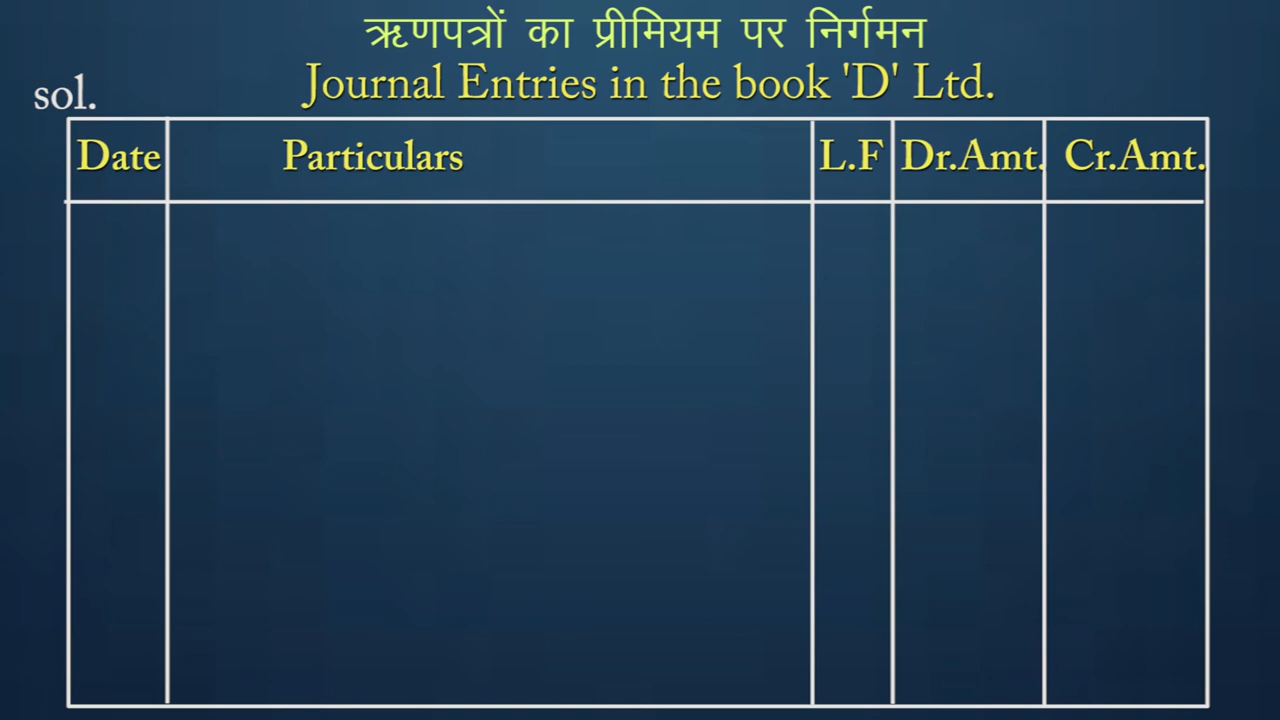 ऋणपत्रों का प्रीमियम पर निर्गमन
Journal Entries in the book 'D' Ltd.
sol.
Date Particulars L.F Dr.Amt. Cr.Amt.